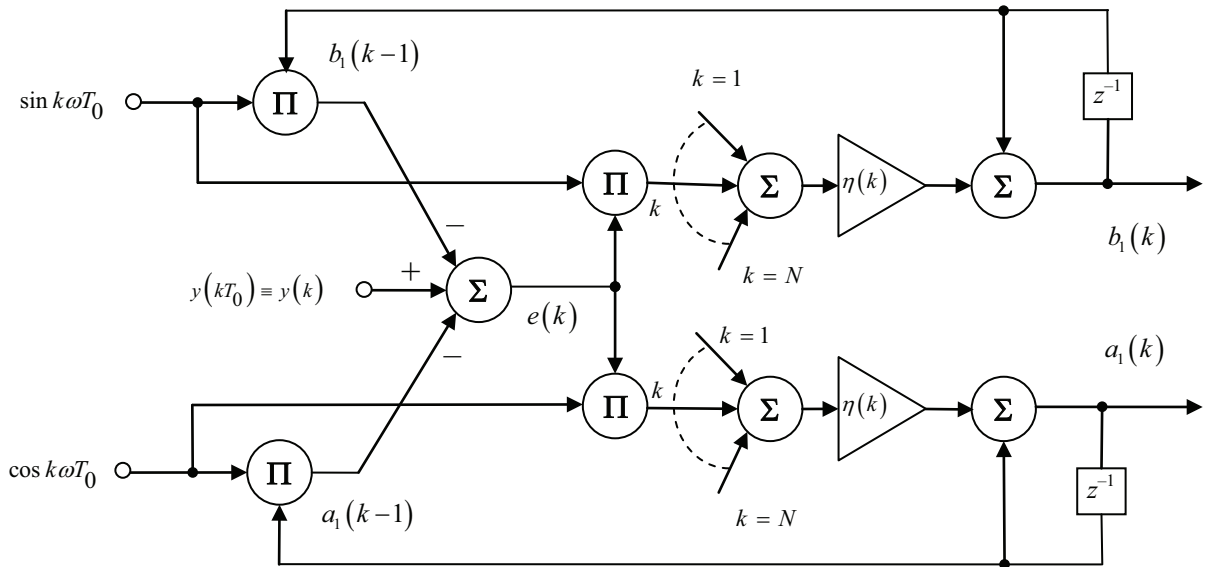 b₁(k−1)
k = 1
sin kωT₀
Π
z⁻¹
Π
k
Σ
η(k)
Σ
b₁(k)
−
k = N
y(kT₀) ≡ y(k)
+
Σ
e(k)
−
k = 1
a₁(k)
Π
k
Σ
η(k)
Σ
cos kωT₀
Π
z⁻¹
a₁(k−1)
k = N